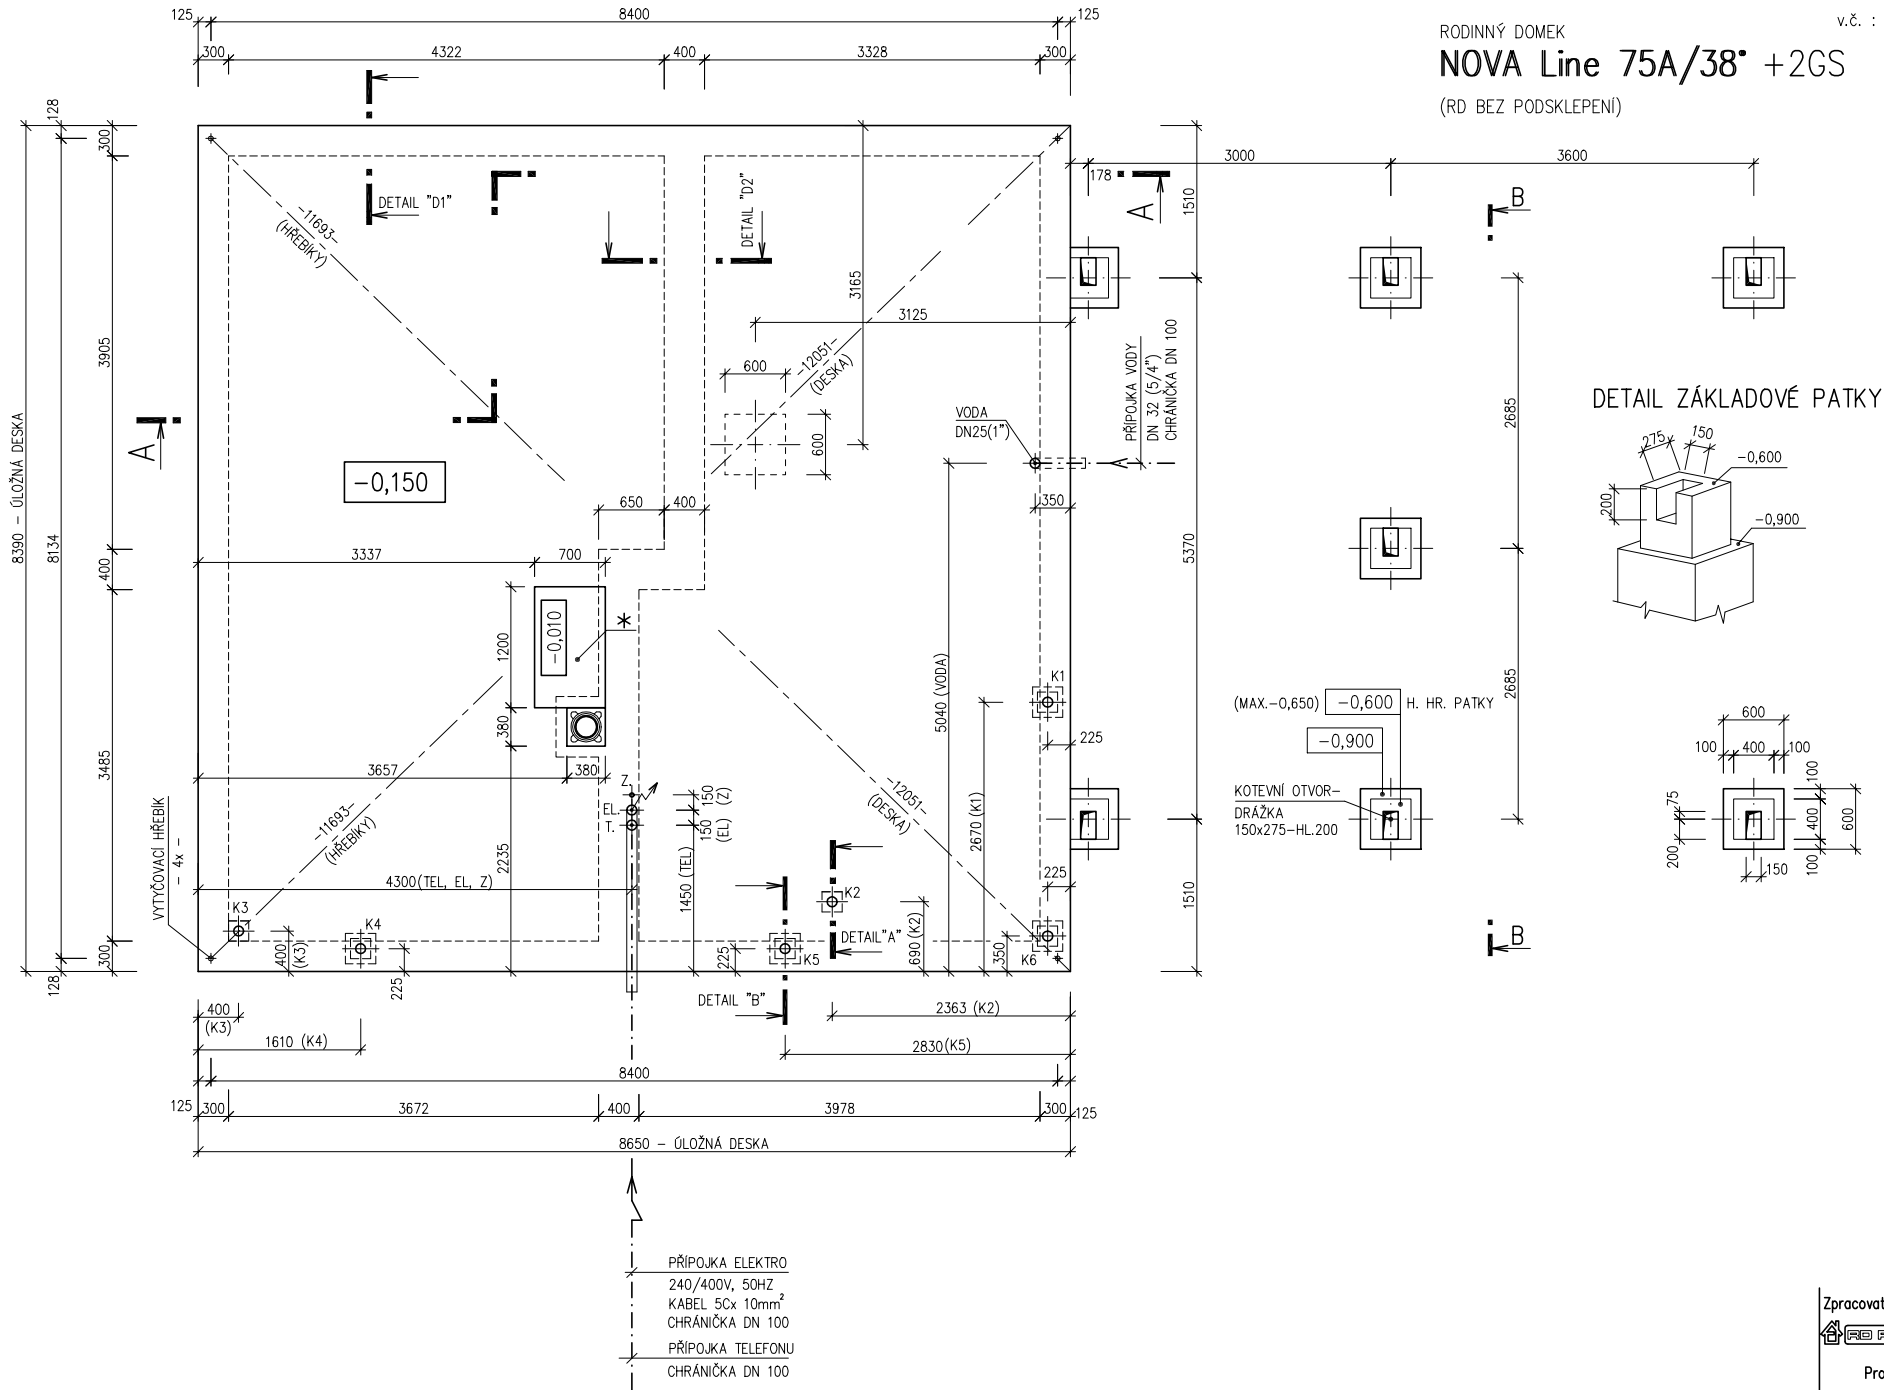 125
8400
125
v.č. :
RODINNÝ DOMEK
NOVA Line 75A/38° +2GS
(RD BEZ PODSKLEPENÍ)
300
4322
400
3328
300
128
300
3000
3600
178
DETAIL "D1"
DETAIL "D2"
A
1510
B
-11693-
(HŘEBÍKY)
3165
3125
3905
600
-12051-
(DESKA)
600
PŘÍPOJKA VODY
DN 32 (5/4")
CHRÁNIČKA DN 100
DETAIL ZÁKLADOVÉ PATKY
VODA
DN25(1")
2685
275
150
-0,600
200
-0,900
A
-0,150
8390 - ÚLOŽNÁ DESKA
8134
650
400
350
3337
700
400
5370
-0,010
*
1200
5040 (VODA)
K1
2685
(MAX.-0,650)
-0,600
H. HR. PATKY
-0,900
600
100
400
100
380
225
3485
3657
380
Z.
EL.
T.
150
(Z)
150
(EL)
-12051-
(DESKA)
2670 (K1)
KOTEVNÍ OTVOR-
DRÁŽKA
150x275-HL.200
75
200
100
400
100
600
150
VYTYČOVACÍ HŘEBÍK
- 4x -
-11693-
(HŘEBÍKY)
2235
4300(TEL, EL, Z)
1450 (TEL)
225
K2
1510
K3
K4
DETAIL"A"
690 (K2)
B
300
128
400
(K3)
225
225
K5
350
K6
DETAIL "B"
400
(K3)
2363 (K2)
1610 (K4)
2830(K5)
8400
125
300
3672
400
3978
300
125
8650 - ÚLOŽNÁ DESKA
PŘÍPOJKA ELEKTRO
240/400V, 50HZ
KABEL 5Cx 10mm²
CHRÁNIČKA DN 100
PŘÍPOJKA TELEFONU
CHRÁNIČKA DN 100
Zpracovat
RD